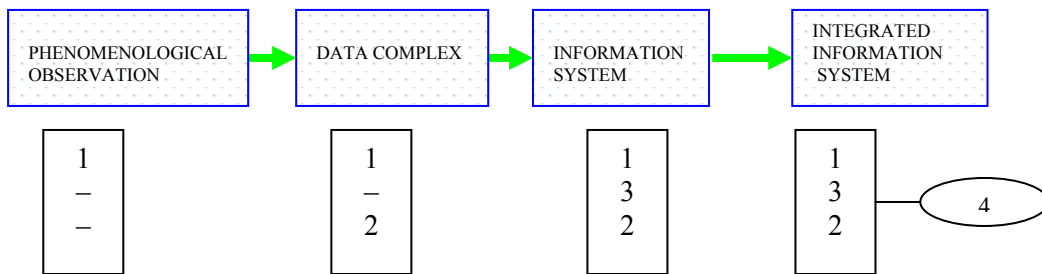 PHENOMENOLOGICAL
OBSERVATION
DATA COMPLEX
INFORMATION
SYSTEM
INTEGRATED
INFORMATION
SYSTEM
1
–
–
1
–
2
1
3
2
1
3
2
4